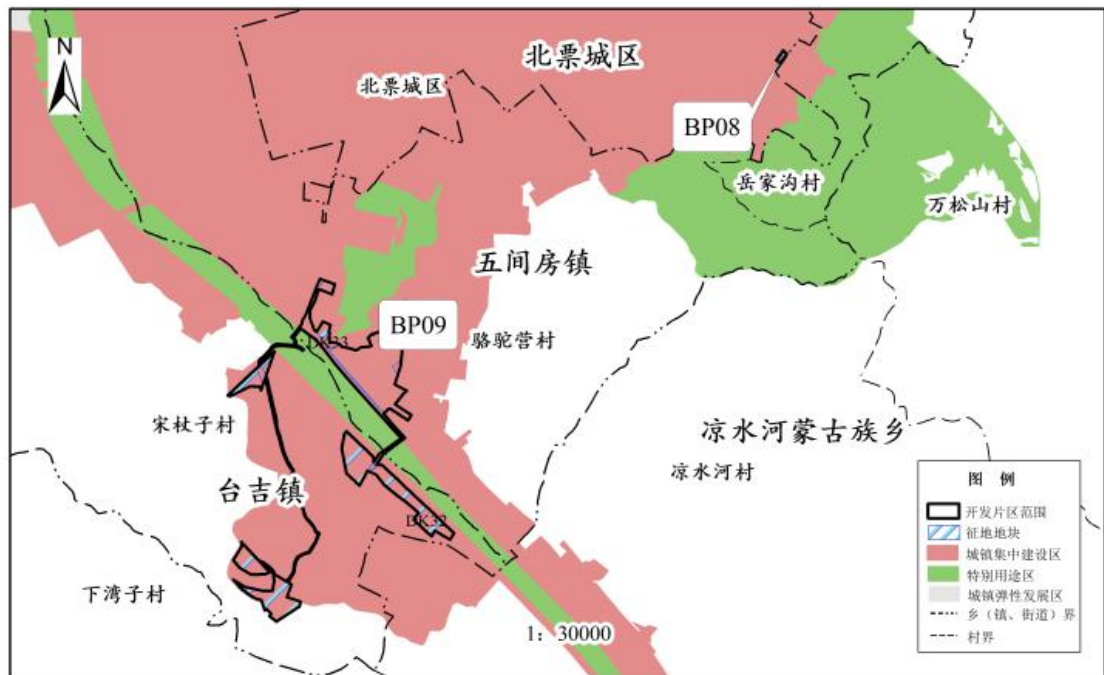 N
北票城区
北票城区
BP08
岳家沟村
万松山村
五间房镇
BP09
骆驼营村
DK33
宋杖子村
凉水河蒙古族乡
凉水河村
台吉镇
DK32
下湾子村
1：30000
图 例
开发片区范围
征地地块
城镇集中建设区
特别用途区
城镇弹性发展区
乡（镇、街道）界
村界